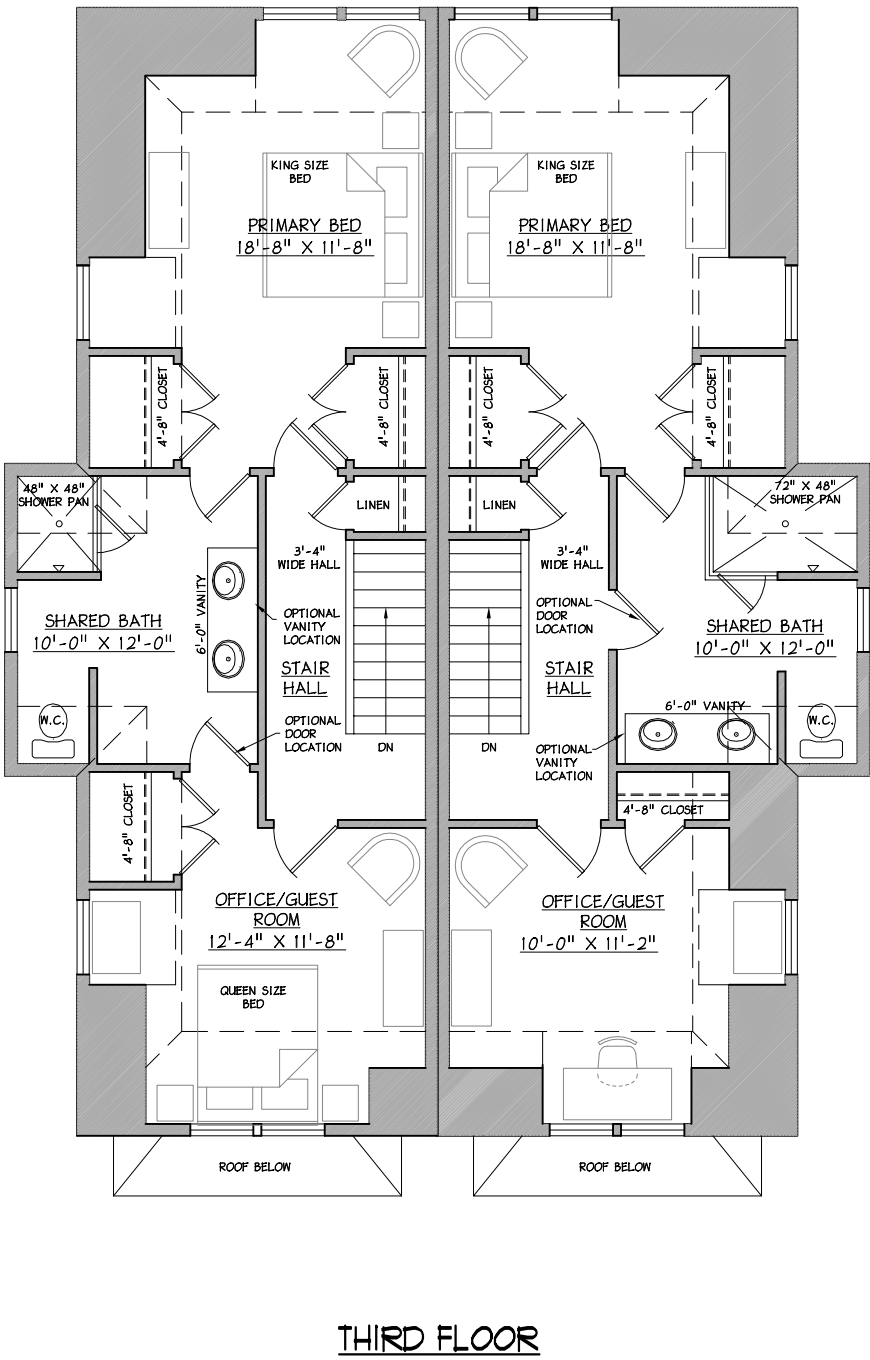 KING SIZE
BED
KING SIZE
BED
PRIMARY BED
18'-8" X 11'-8"
PRIMARY BED
18'-8" X 11'-8"
4'-8" CLOSET
4'-8" CLOSET
4'-8" CLOSET
4'-8" CLOSET
48" X 48"
SHOWER PAN
LINEN
LINEN
72" X 48"
SHOWER PAN
3'-4"
WIDE HALL
3'-4"
WIDE HALL
6'-0" VANITY
OPTIONAL
VANITY
LOCATION
OPTIONAL
DOOR
LOCATION
SHARED BATH
10'-0" X 12'-0"
SHARED BATH
10'-0" X 12'-0"
STAIR
HALL
STAIR
HALL
W.C.
OPTIONAL
DOOR
LOCATION
DN
DN
6'-0" VANITY
W.C.
OPTIONAL
VANITY
LOCATION
4'-8" CLOSET
4'-8" CLOSET
OFFICE/GUEST
ROOM
12'-4" X 11'-8"
OFFICE/GUEST
ROOM
10'-0" X 11'-2"
QUEEN SIZE
BED
ROOF BELOW
ROOF BELOW
THIRD FLOOR